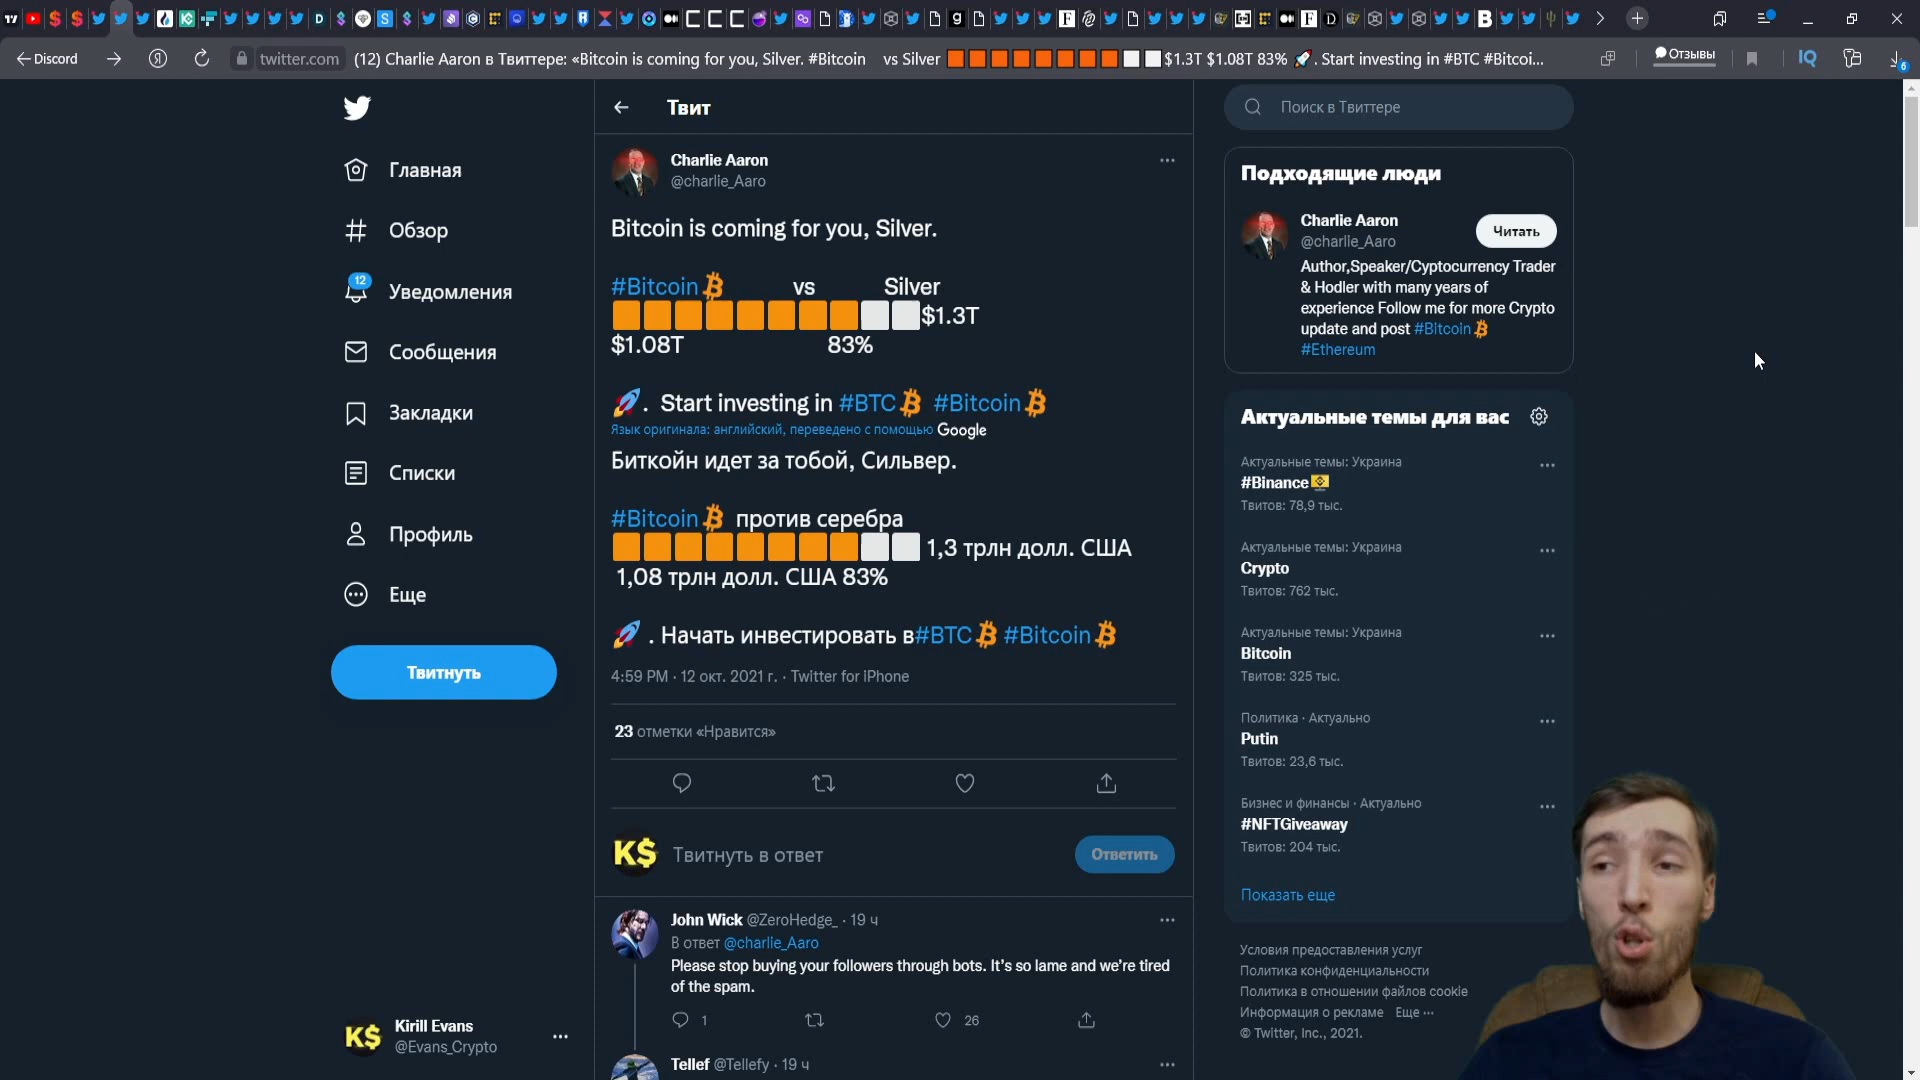 Discord
twitter.com
(12) Charlie Aaron в Твиттере: «Bitcoin is coming for you, Silver. #Bitcoin vs Silver $1.3T $1.08T 83% 🚀. Start investing in #BTC #Bitcoi...
Отзывы
IQ
6
Главная
Обзор
12
Уведомления
Сообщения
Закладки
Списки
Профиль
Еще
Твитнуть
K$
Kirill Evans
@Evans_Crypto
Твит
Charlie Aaron
@charlie_Aaro
Bitcoin is coming for you, Silver.
#Bitcoin vs Silver
$1.3T
$1.08T 83%
🚀. Start investing in #BTC #Bitcoin
Язык оригинала: английский, переведено с помощью Google
Биткойн идет за тобой, Сильвер.
#Bitcoin против серебра
1,3 трлн долл. США
1,08 трлн долл. США 83%
🚀 . Начать инвестировать в#BTC #Bitcoin
4:59 PM · 12 окт. 2021 г. · Twitter for iPhone
23 отметки «Нравится»
K$
Твитнуть в ответ
Ответить
John Wick @ZeroHedge_ · 19 ч
В ответ @charlie_Aaro
Please stop buying your followers through bots. It's so lame and we're tired
of the spam.
1
26
Tellef @Tellefy · 19 ч
Поиск в Твиттере
Подходящие люди
Charlie Aaron
@charlie_Aaro
Читать
Author,Speaker/Cyptocurrency Trader
& Hodler with many years of
experience Follow me for more Crypto
update and post #Bitcoin
#Ethereum
Актуальные темы для вас
Актуальные темы: Украина
#Binance
Твитов: 78,9 тыс.
Актуальные темы: Украина
Crypto
Твитов: 762 тыс.
Актуальные темы: Украина
Bitcoin
Твитов: 325 тыс.
Политика · Актуально
Putin
Твитов: 23,6 тыс.
Бизнес и финансы · Актуально
#NFTGiveaway
Твитов: 204 тыс.
Показать еще
Условия предоставления услуг
Политика конфиденциальности
Политика в отношении файлов cookie
Информация о рекламе Еще ···
© Twitter, Inc., 2021.